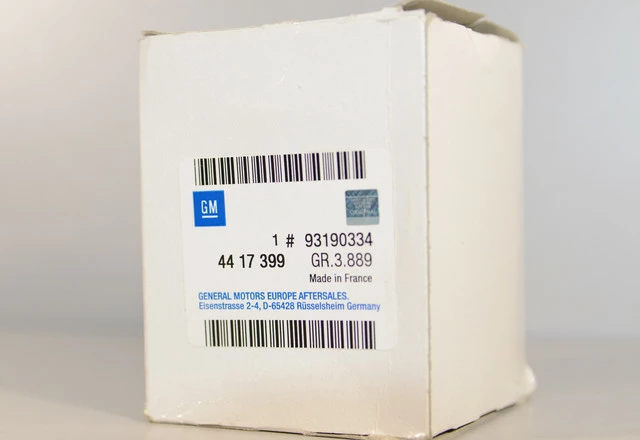 GM
1 # 93190334
44 17 399 GR.3.889
Made in France
GENERAL MOTORS EUROPE AFTERSALES.
Eisenstrasse 2-4, D-65428 Rüsselsheim Germany